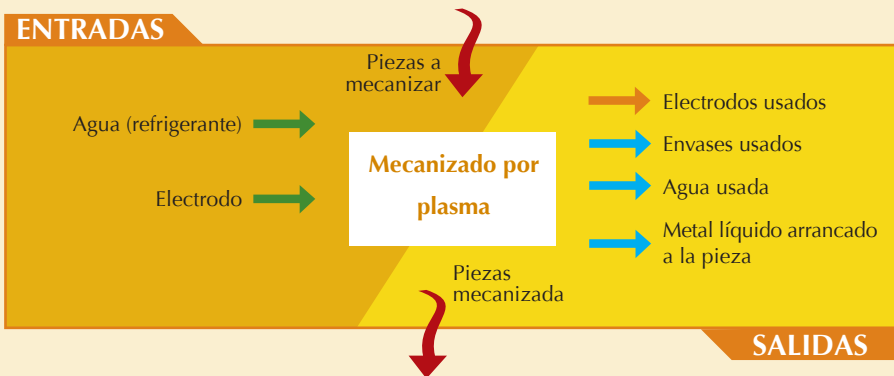 ENTRADAS
Piezas a
mecanizar
Agua (refrigerante)
Electrodo
Mecanizado por
plasma
Electrodos usados
Envases usados
Agua usada
Metal líquido arrancado
a la pieza
Piezas
mecanizada
SALIDAS